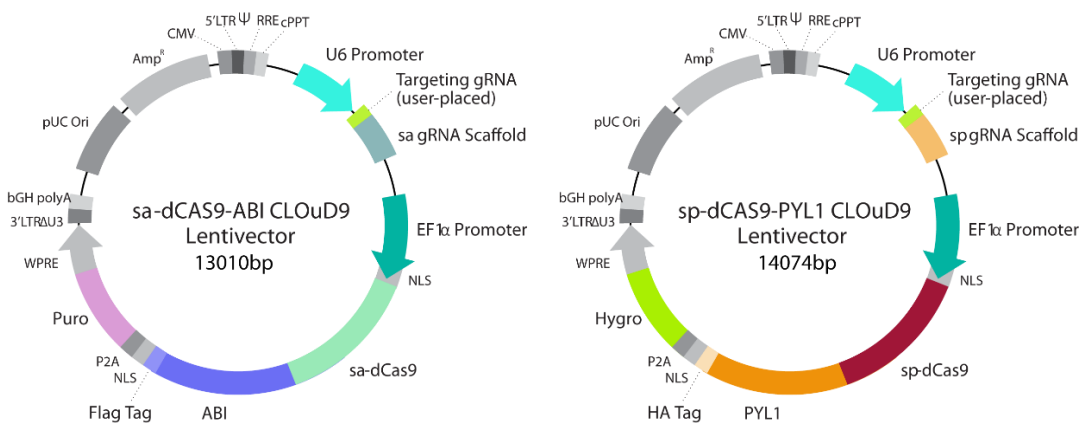 5'LTR Ψ RRE cPPT
CMV
Amp^R
U6 Promoter
Targeting gRNA
(user-placed)
sa gRNA Scaffold
pUC Ori
bGH polyA
3'LTRΔU3
sa-dCAS9-ABI CLOuD9
Lentivector
13010bp
EF1α Promoter
WPRE
NLS
Puro
P2A
NLS
sa-dCas9
Flag Tag
ABI
5'LTR Ψ RRE cPPT
CMV
Amp^R
U6 Promoter
Targeting gRNA
(user-placed)
sp gRNA Scaffold
pUC Ori
bGH polyA
3'LTRΔU3
sp-dCAS9-PYL1 CLOuD9
Lentivector
14074bp
EF1α Promoter
WPRE
NLS
Hygro
P2A
NLS
sp-dCas9
HA Tag
PYL1